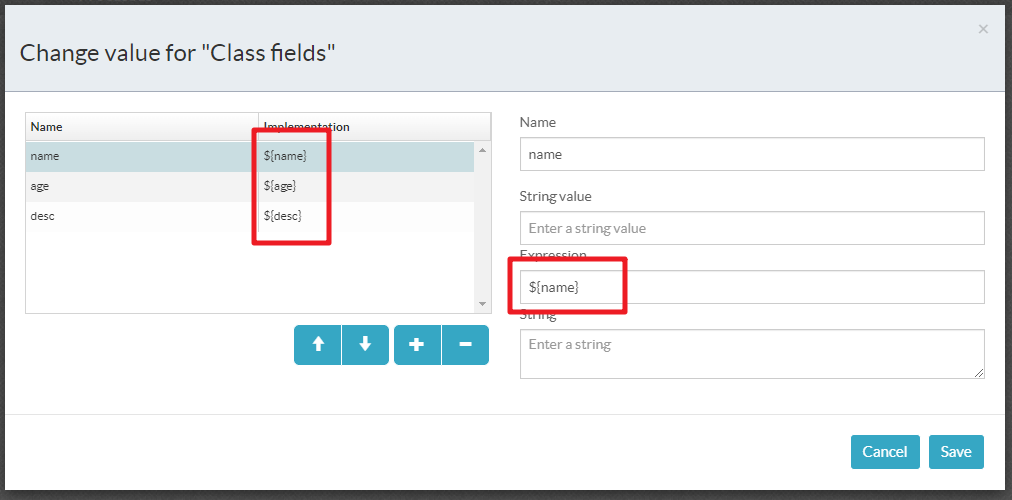 ×
Change value for "Class fields"
Name Implementation
name ${name}
age ${age}
desc ${desc}
Name
name
String value
Enter a string value
Expression
${name}
String
Enter a string
Cancel Save